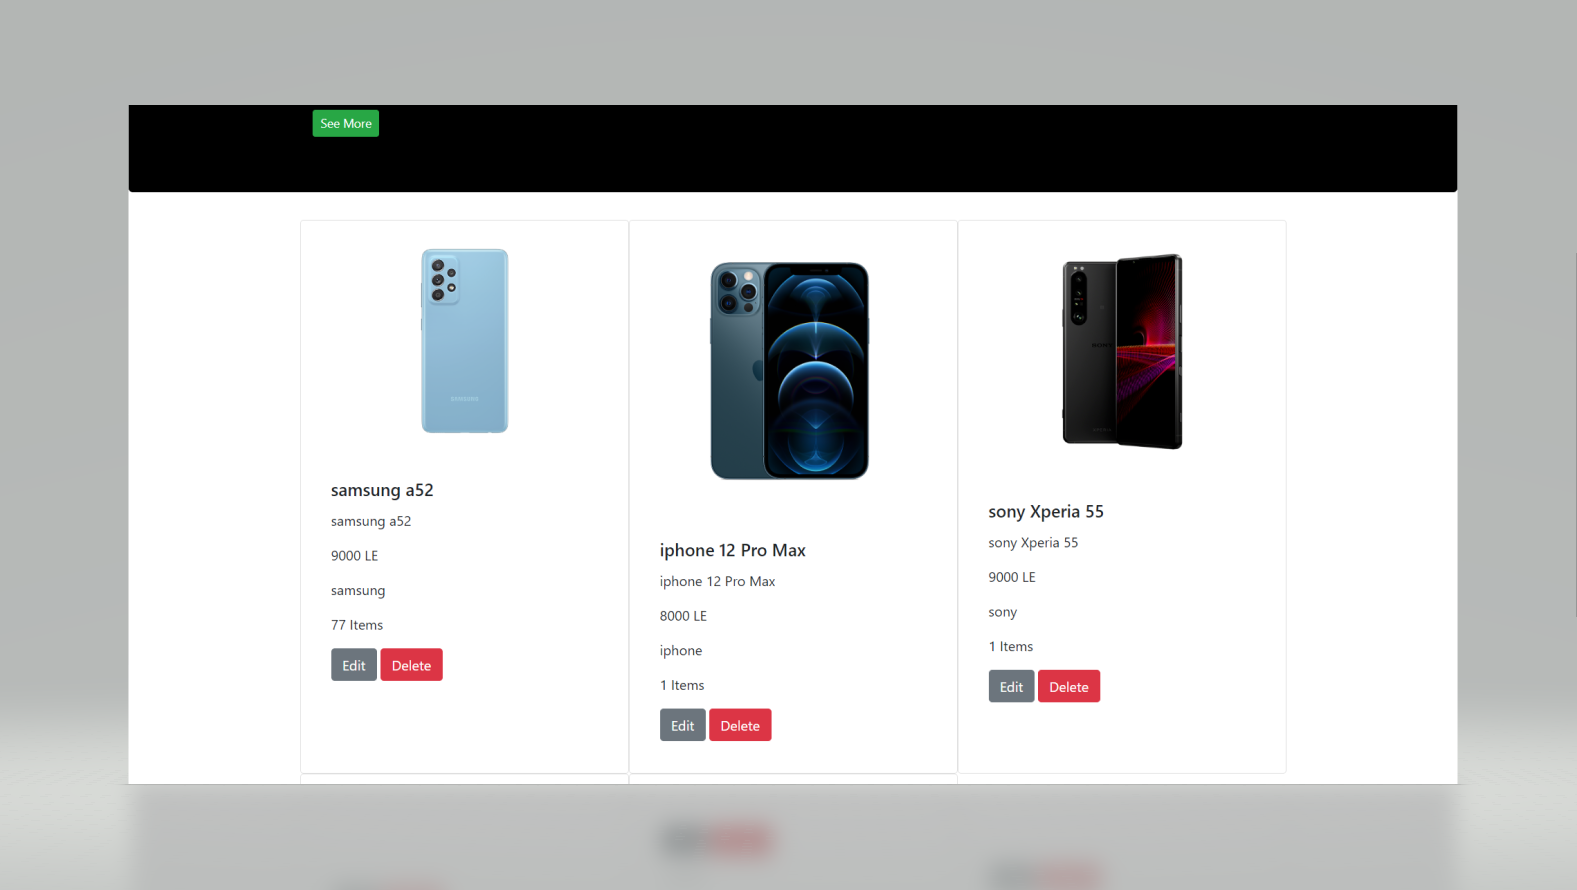 See More
SAMSUNG
samsung a52
samsung a52
9000 LE
samsung
77 Items
Edit Delete
iphone 12 Pro Max
iphone 12 Pro Max
8000 LE
iphone
1 Items
Edit Delete
SONY
sony Xperia 55
sony Xperia 55
9000 LE
sony
1 Items
Edit Delete